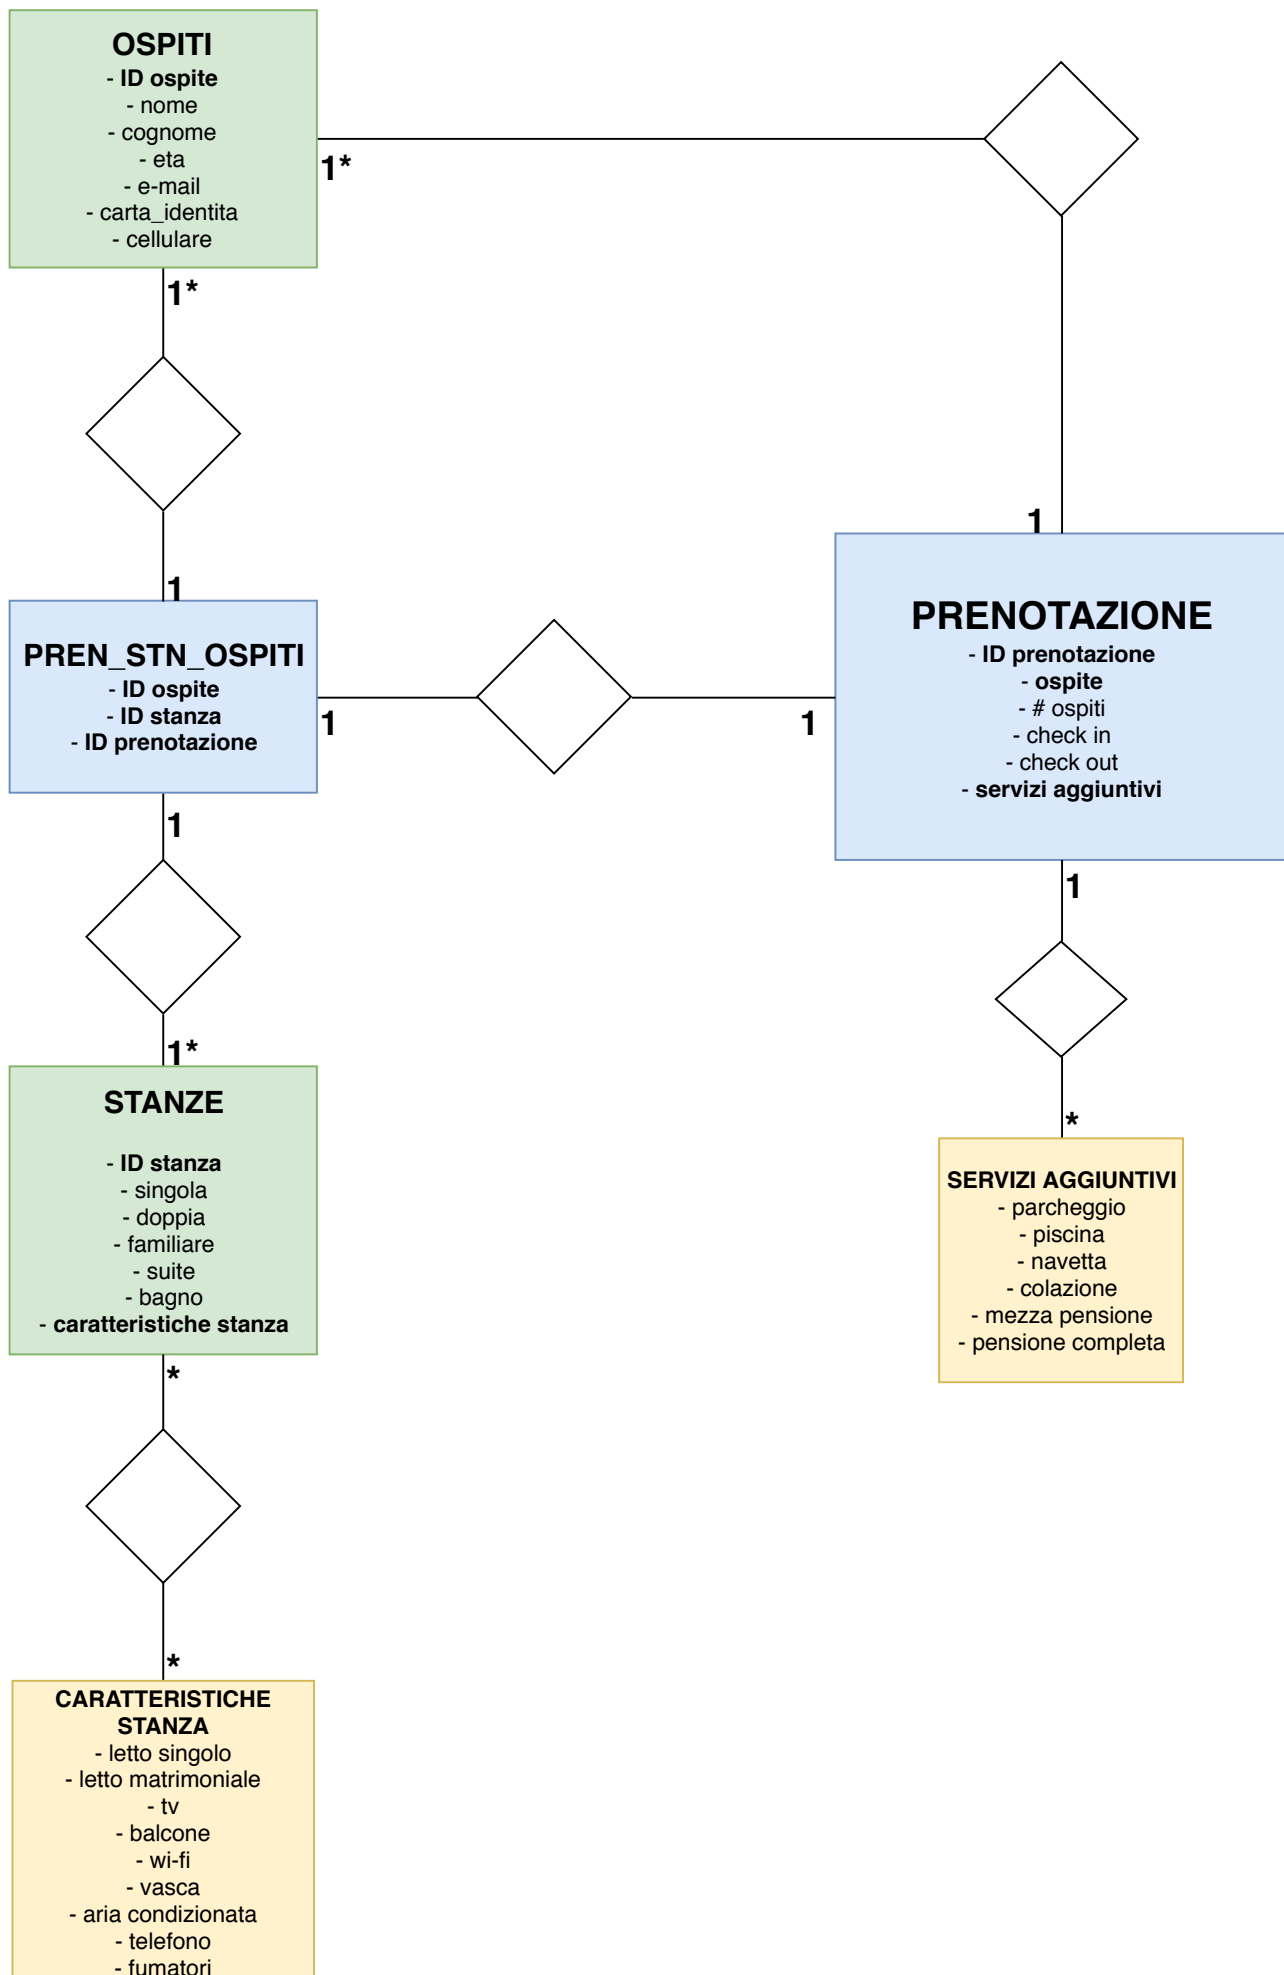 OSPITI
- ID ospite
- nome
- cognome
- eta
- e-mail
- carta_identita
- cellulare
1*
1*
1
1
PREN_STN_OSPITI
- ID ospite
- ID stanza
- ID prenotazione
1
1
PRENOTAZIONE
- ID prenotazione
- ospite
- # ospiti
- check in
- check out
- servizi aggiuntivi
1
1
1*
STANZE
- ID stanza
- singola
- doppia
- familiare
- suite
- bagno
- caratteristiche stanza
*
SERVIZI AGGIUNTIVI
- parcheggio
- piscina
- navetta
- colazione
- mezza pensione
- pensione completa
*
*
CARATTERISTICHE
STANZA
- letto singolo
- letto matrimoniale
- tv
- balcone
- wi-fi
- vasca
- aria condizionata
- telefono
- fumatori